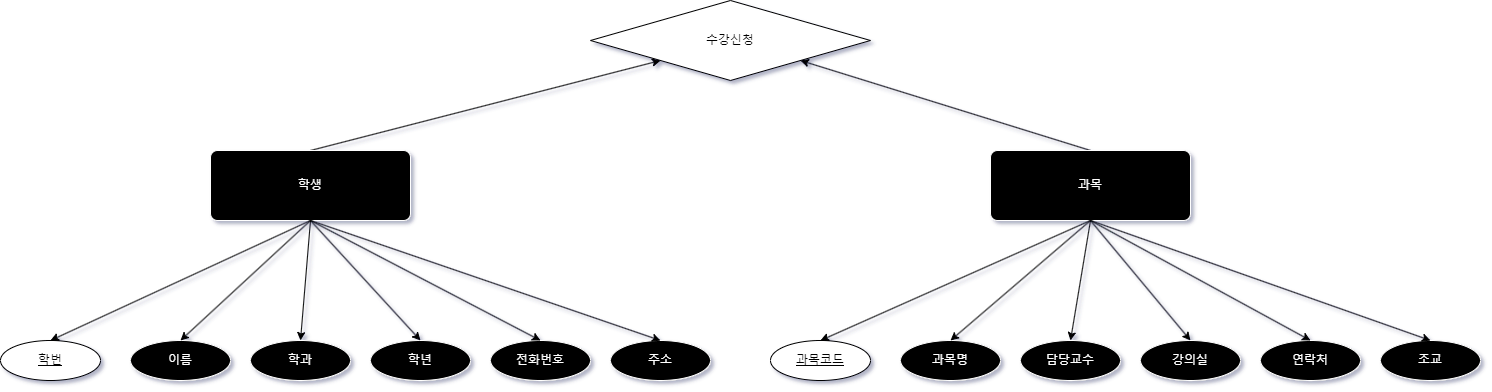 수강신청
학생
과목
학번
이름
학과
학년
전화번호
주소
과목코드
과목명
담당교수
강의실
연락처
조교